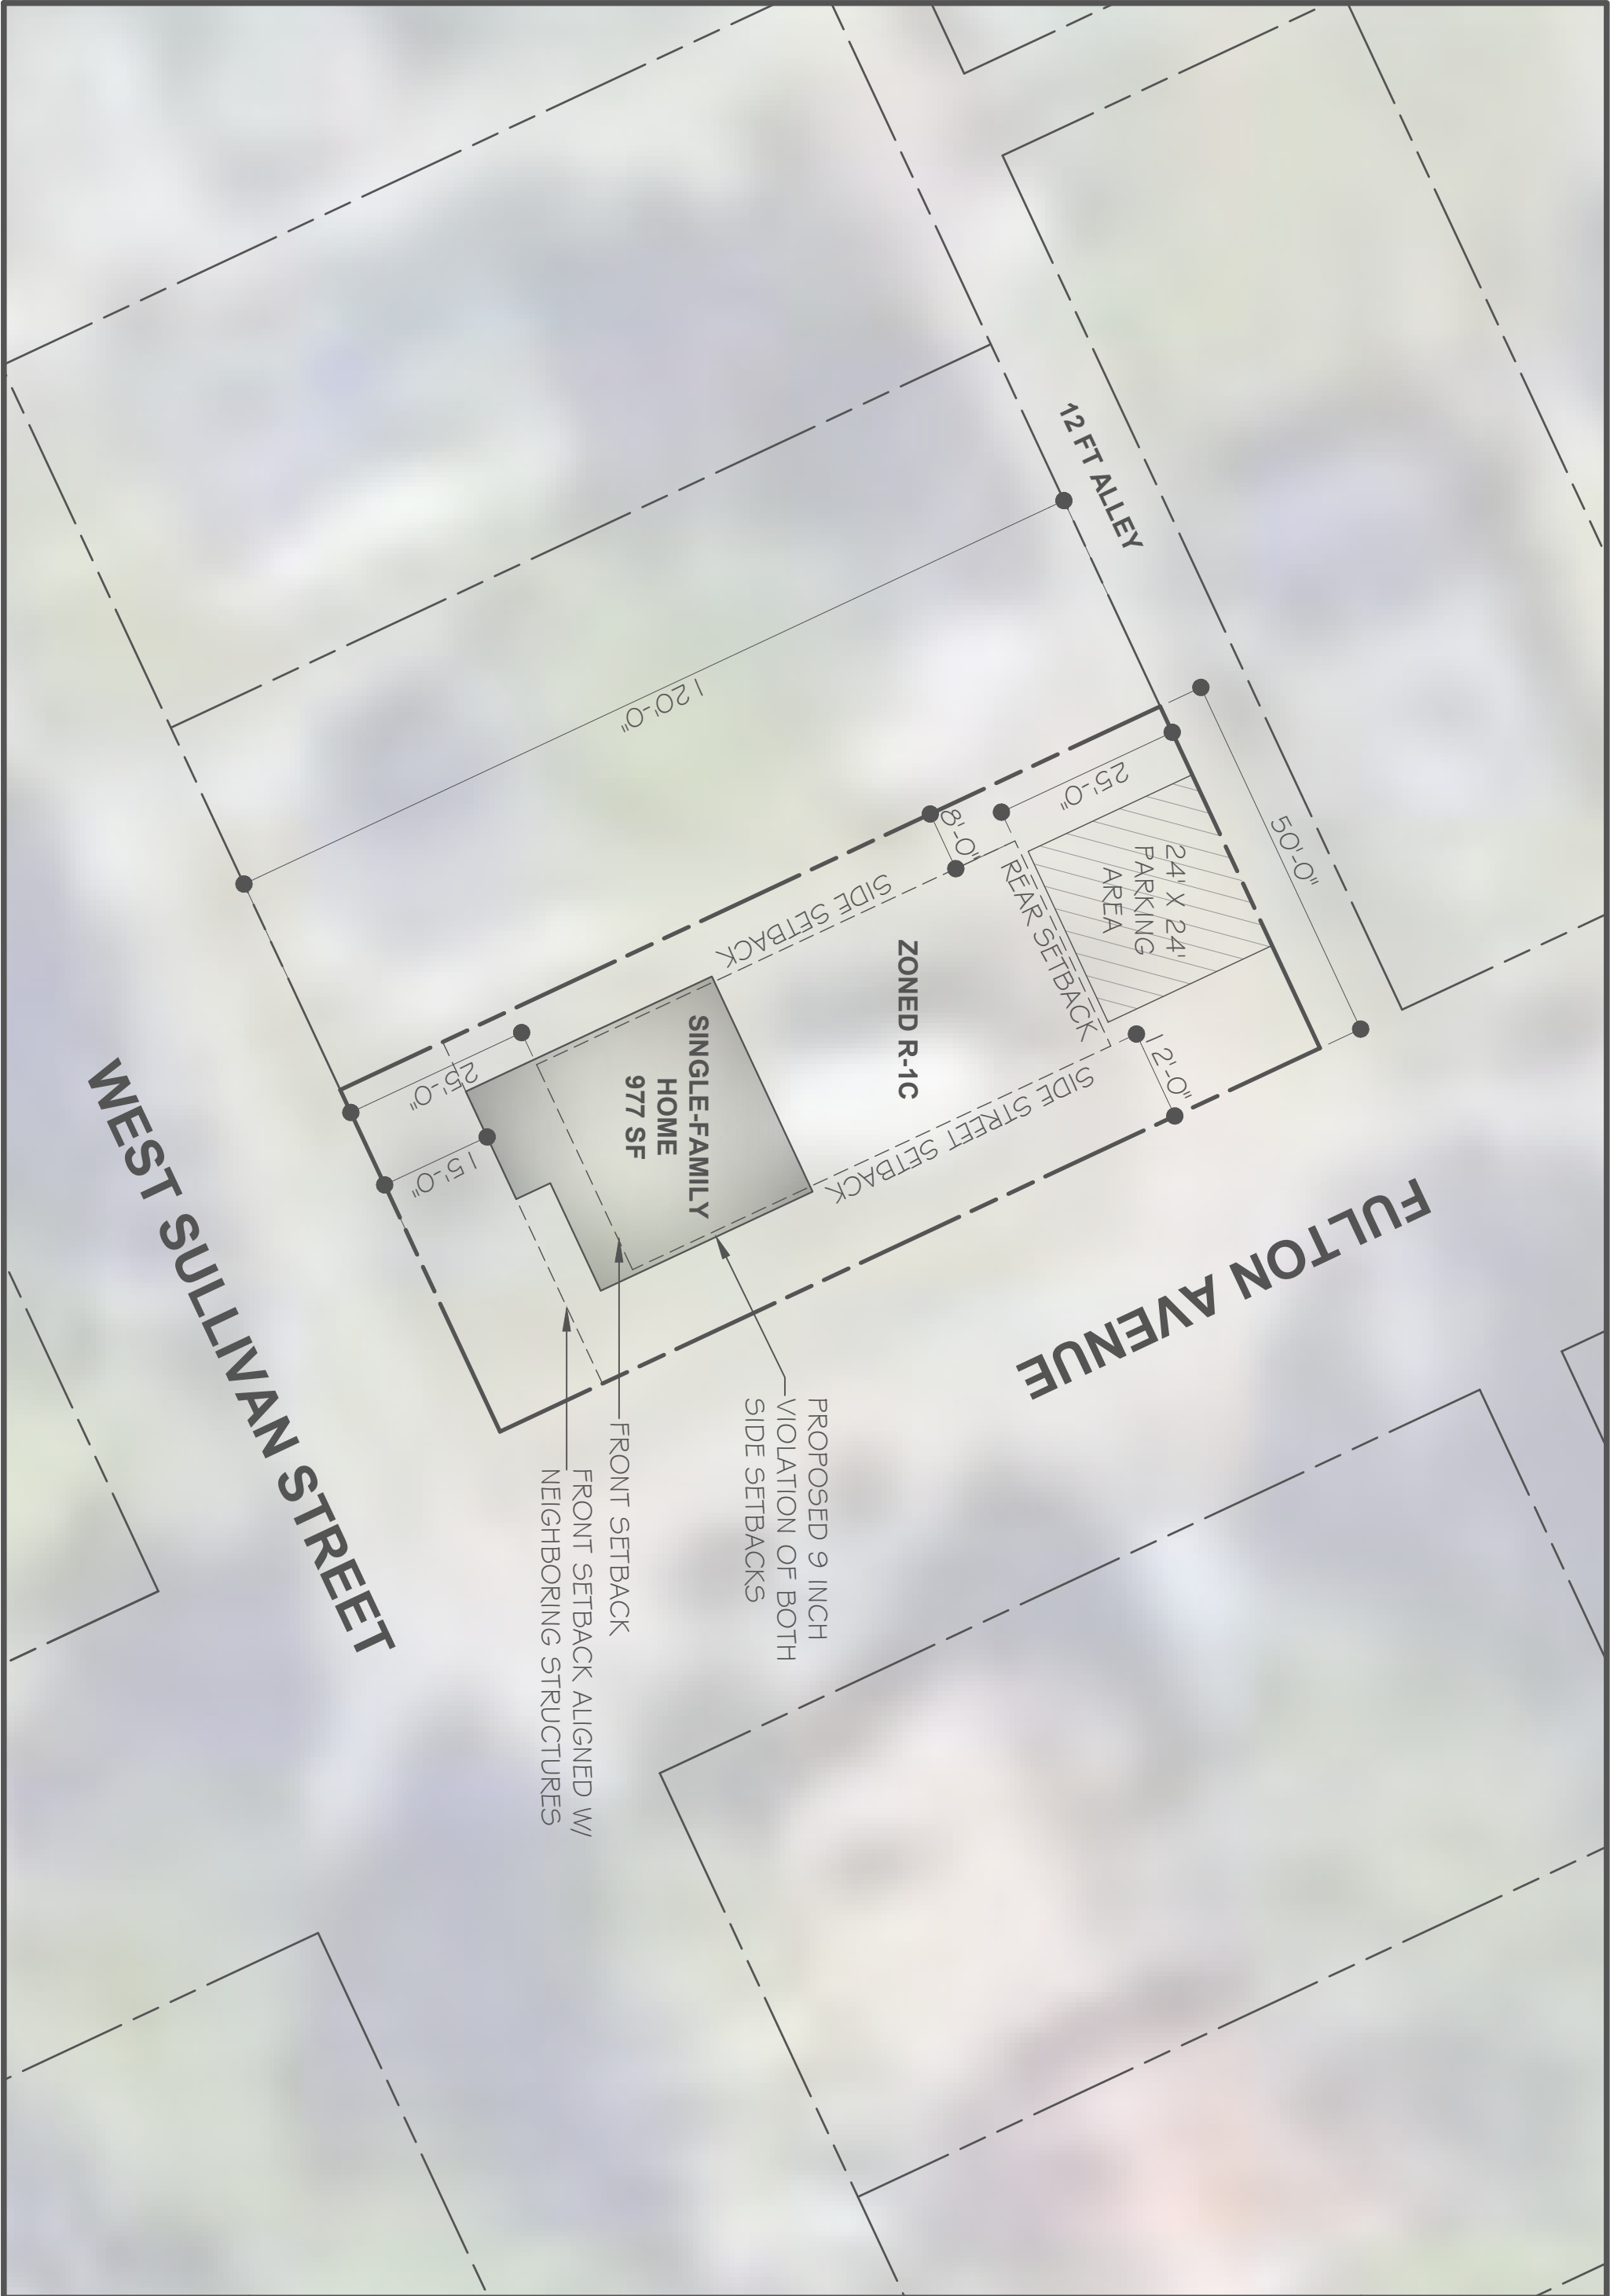 12 FT ALLEY
120'-0"
50'-0"
25'-0"
8'-0"
24' X 24'
PARKING
AREA
REAR SETBACK
SIDE SETBACK
ZONED R-1C
12'-0"
SIDE STREET SETBACK
SINGLE-FAMILY
HOME
977 SF
25'-0"
15'-0"
FULTON AVENUE
WEST SULLIVAN STREET
PROPOSED 9 INCH
VIOLATION OF BOTH
SIDE SETBACKS
FRONT SETBACK
FRONT SETBACK ALIGNED W/
NEIGHBORING STRUCTURES